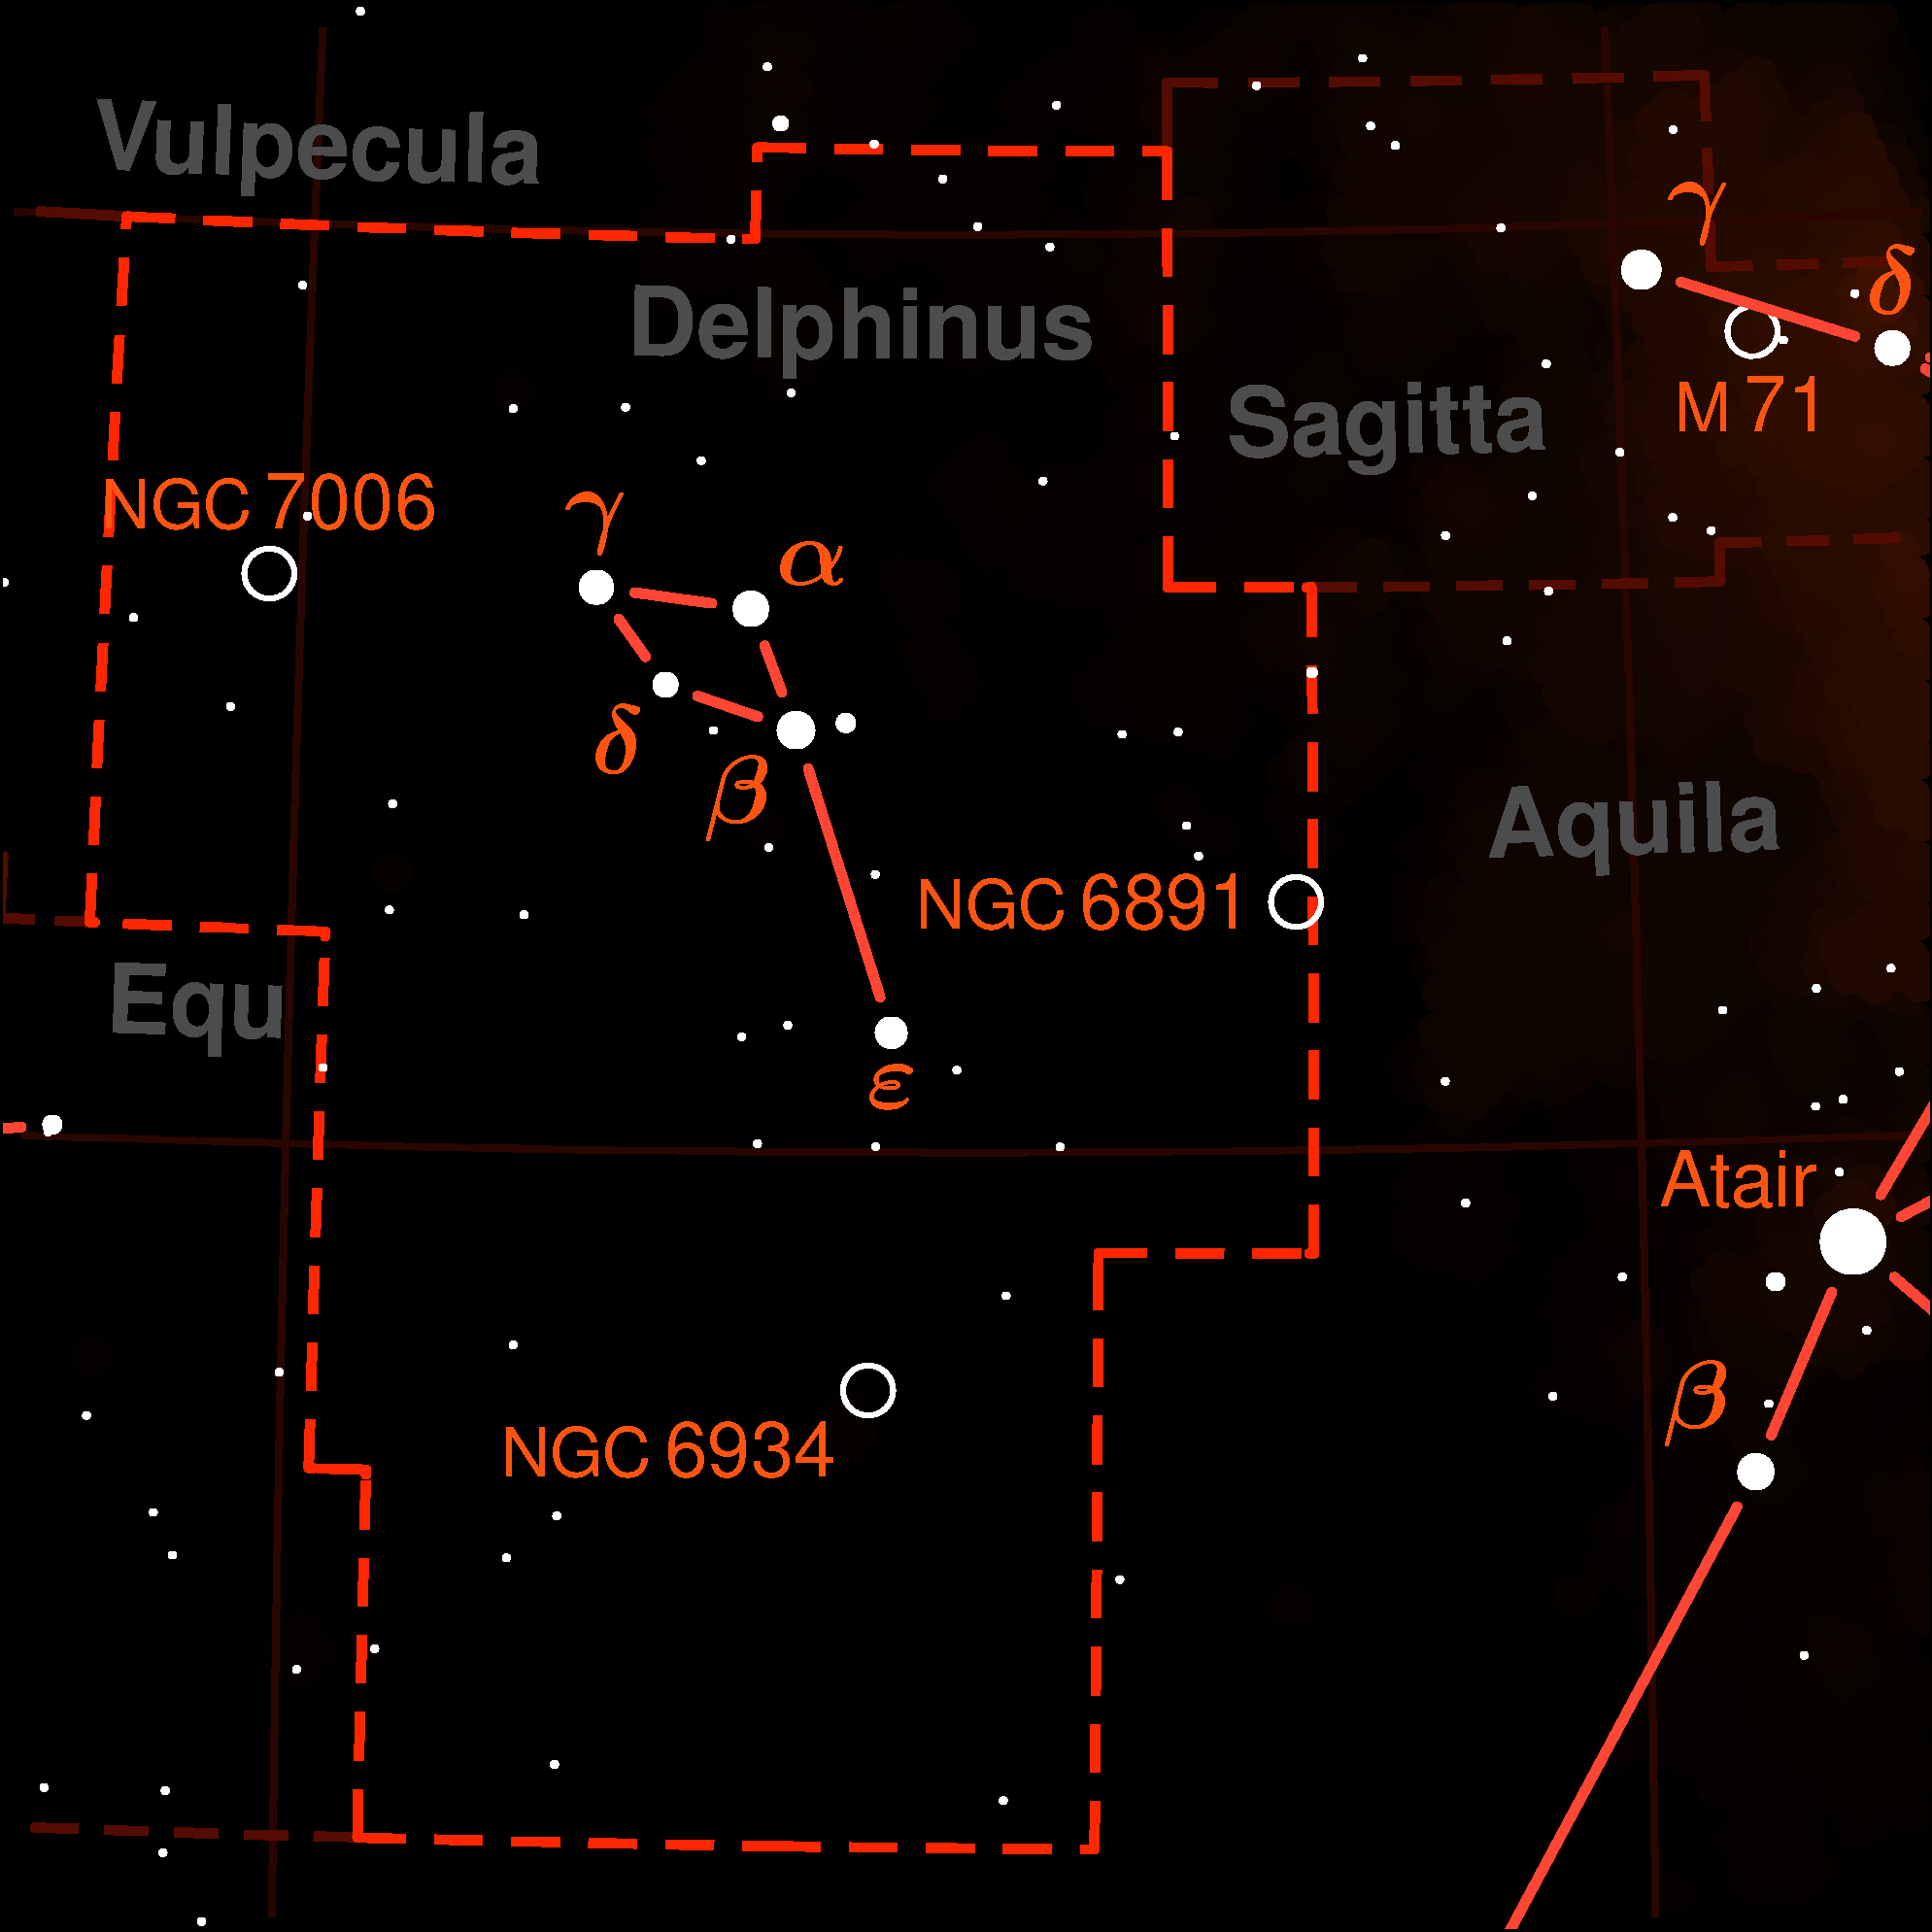 Vulpecula
γ
δ
Delphinus
Sagitta
M 71
NGC 7006
γ
α
δ
β
Aquila
NGC 6891
Equ
ε
Atair
β
NGC 6934